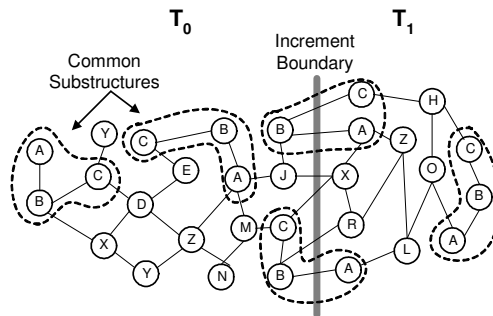 T0 T1
Common
Substructures
Increment
Boundary
C H
Y C B B A Z
A C
C E A J X O
B D B
M C R A
X Z L
Y N B A